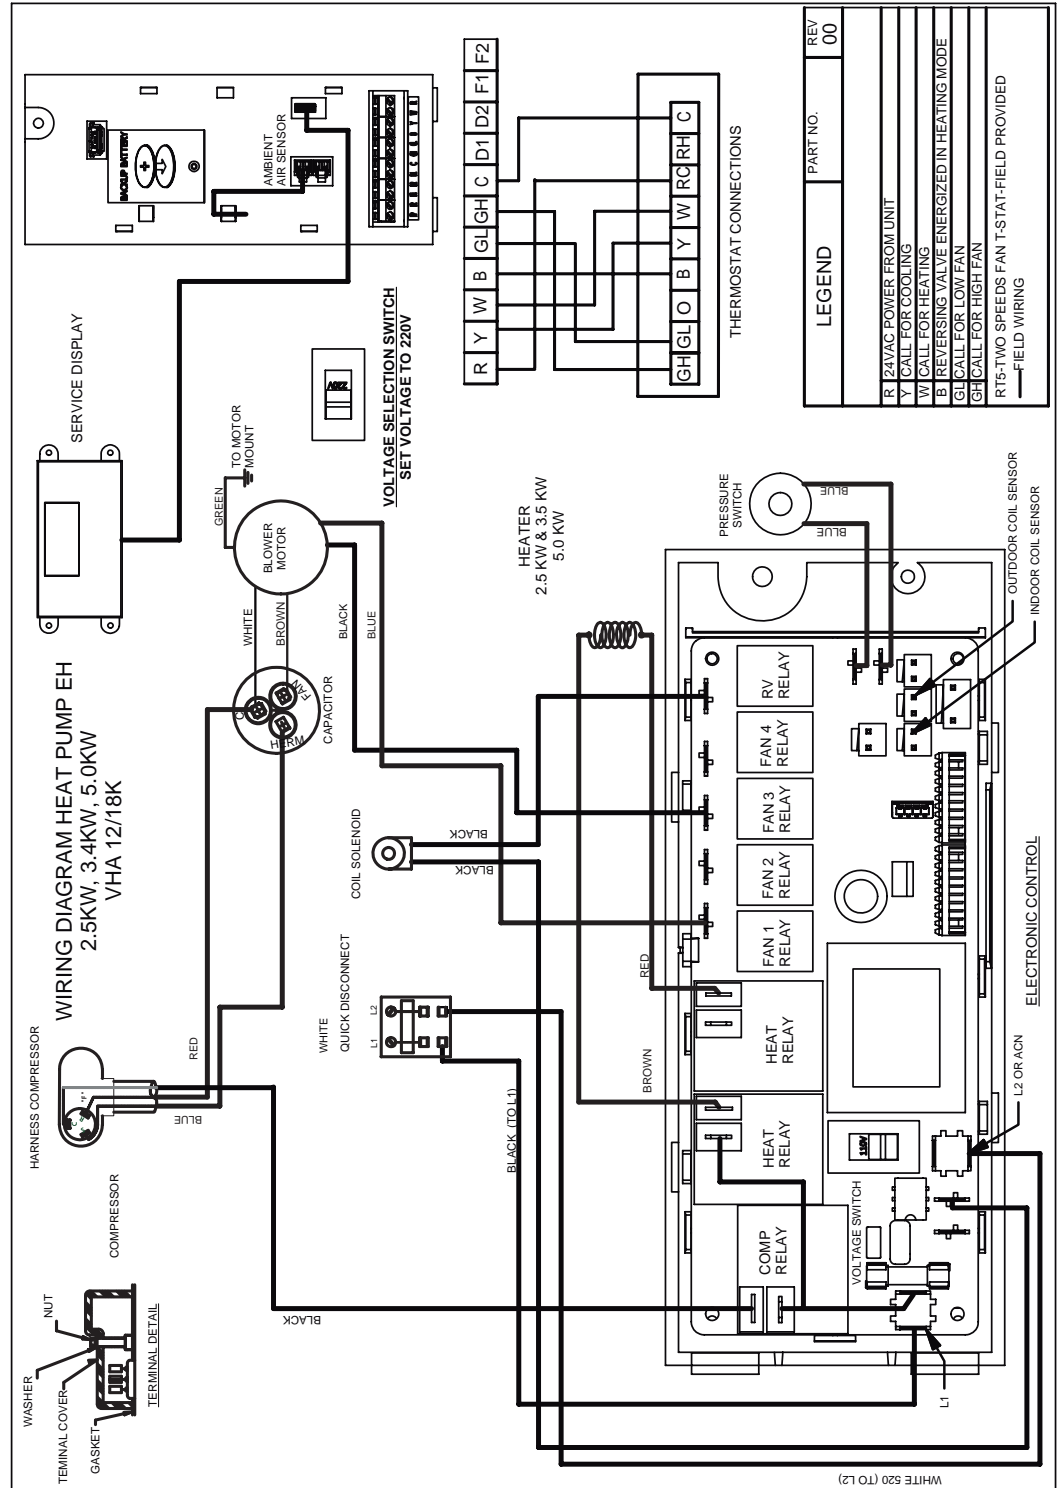 WIRING DIAGRAM HEAT PUMP EH
2.5KW, 3.4KW, 5.0KW
VHA 12/18K
SERVICE DISPLAY
BACKUP BATTERY
AMBIENT
AIR SENSOR
HARNESS COMPRESSOR
COMPRESSOR
NUT
WASHER
TEMINAL COVER
GASKET
TERMINAL DETAIL
RED
BLUE
BLACK
C
FAN
HERM
CAPACITOR
WHITE
BROWN
BLACK
BLUE
BLOWER
MOTOR
GREEN
TO MOTOR
MOUNT
220V
VOLTAGE SELECTION SWITCH
SET VOLTAGE TO 220V
COIL SOLENOID
BLACK
BLACK
WHITE
QUICK DISCONNECT
L1
L2
BLACK (TO L1)
WHITE 520 (TO L2)
HEATER
2.5 KW & 3.5 KW
5.0 KW
RED
BROWN
R
Y
W
B
GL
GH
C
D1
D2
F1
F2
GH
GL
O
B
Y
W
RC
RH
C
THERMOSTAT CONNECTIONS
PRESSURE
SWITCH
BLUE
BLUE
COMP
RELAY
HEAT
RELAY
HEAT
RELAY
FAN 1
RELAY
FAN 2
RELAY
FAN 3
RELAY
FAN 4
RELAY
RV
RELAY
VOLTAGE SWITCH
110V
L1
L2 OR ACN
ELECTRONIC CONTROL
OUTDOOR COIL SENSOR
INDOOR COIL SENSOR
LEGEND
PART NO.
REV
00
R 24VAC POWER FROM UNIT
Y CALL FOR COOLING
W CALL FOR HEATING
B REVERSING VALVE ENERGIZED IN HEATING MODE
GL CALL FOR LOW FAN
GH CALL FOR HIGH FAN
RT5-TWO SPEEDS FAN T-STAT-FIELD PROVIDED
FIELD WIRING